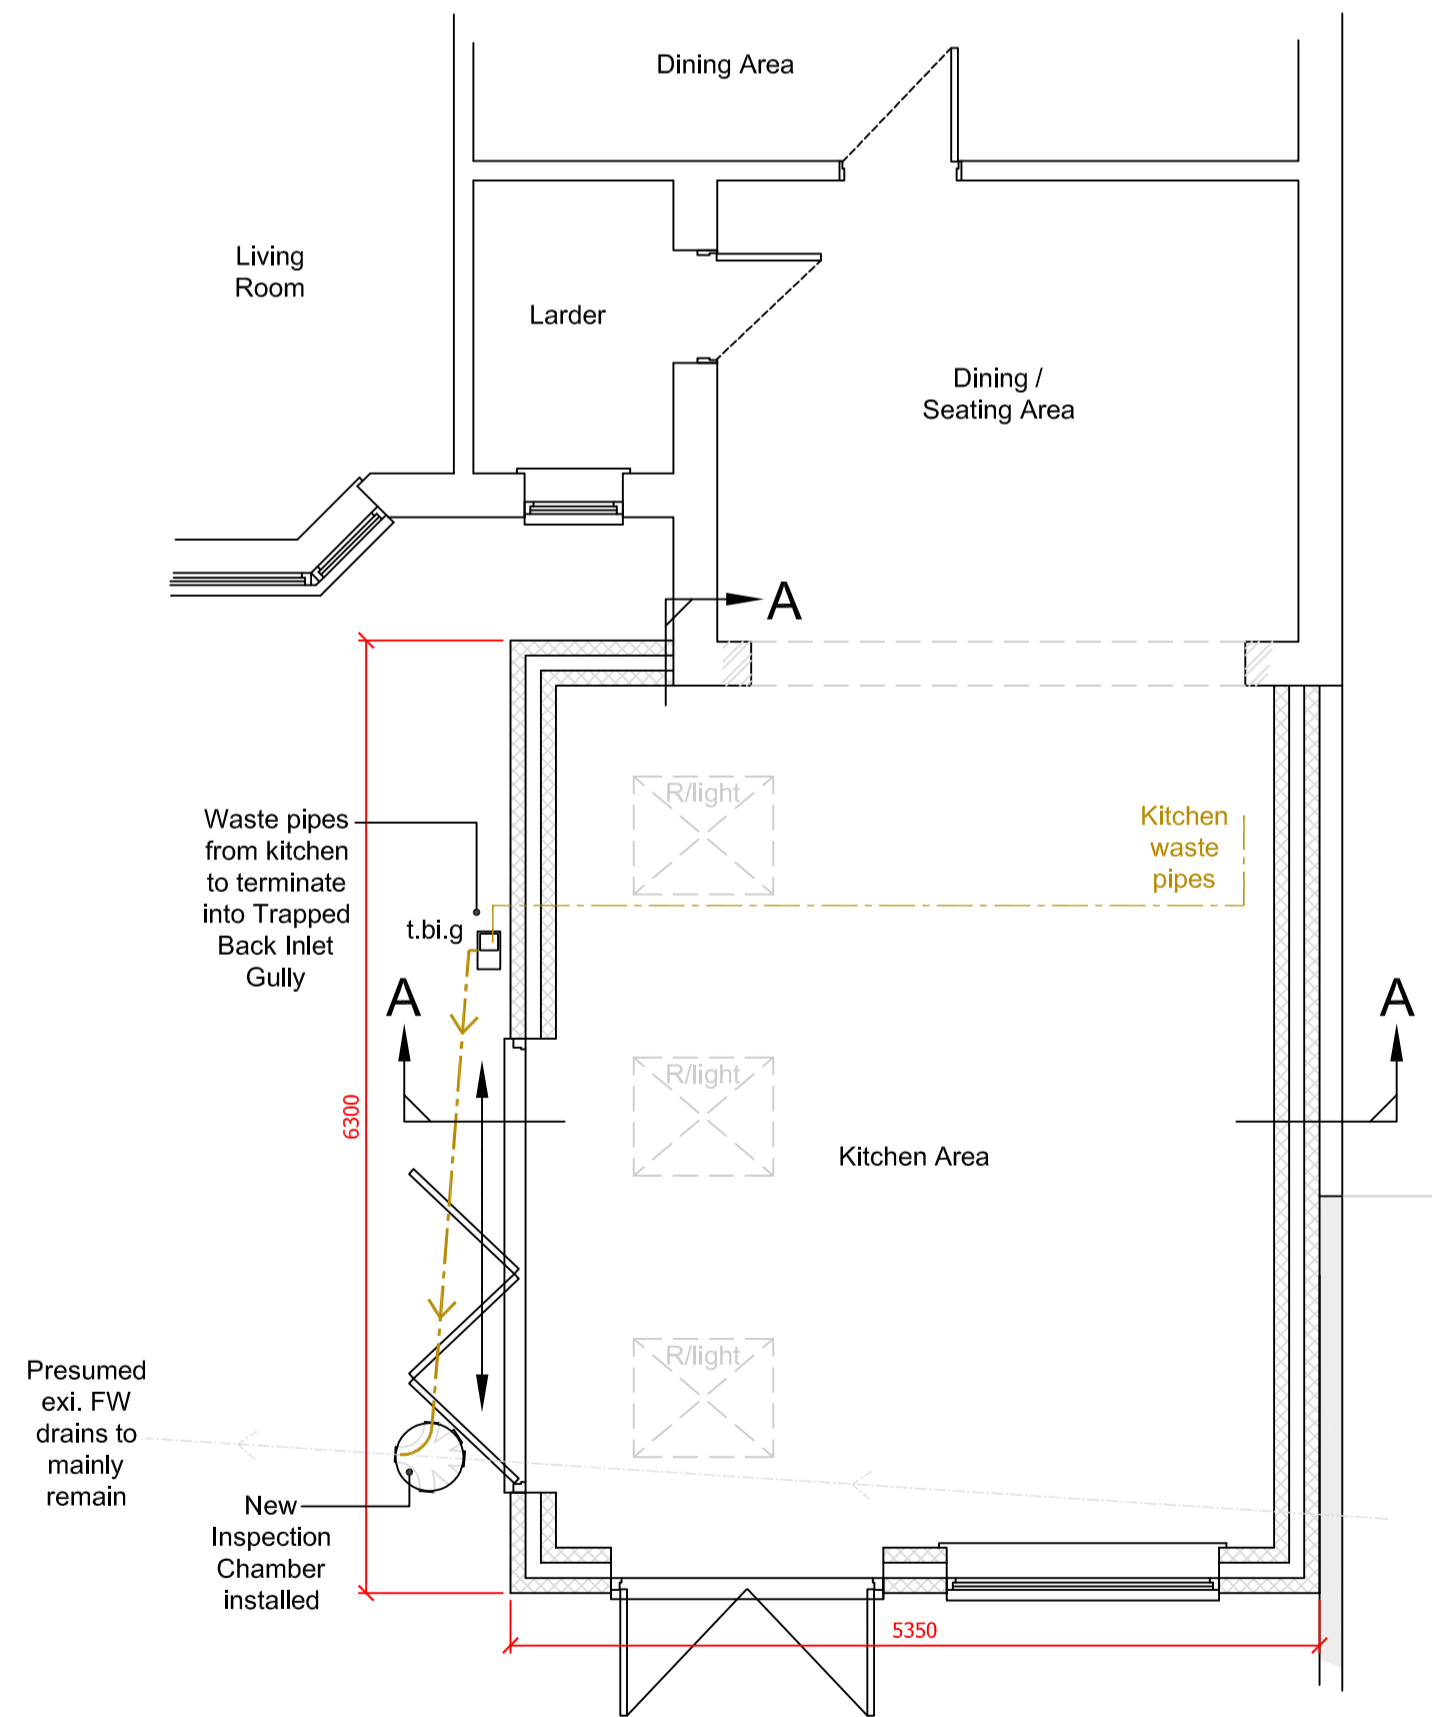 Dining Area
Living
Room
Larder
Dining /
Seating Area
A
R/light
Waste pipes
from kitchen
to terminate
into Trapped
Back Inlet
Gully
t.bi.g
Kitchen
waste
pipes
A
A
6300
R/light
Kitchen Area
R/light
Presumed
exi. FW
drains to
mainly
remain
New
Inspection
Chamber
installed
5350